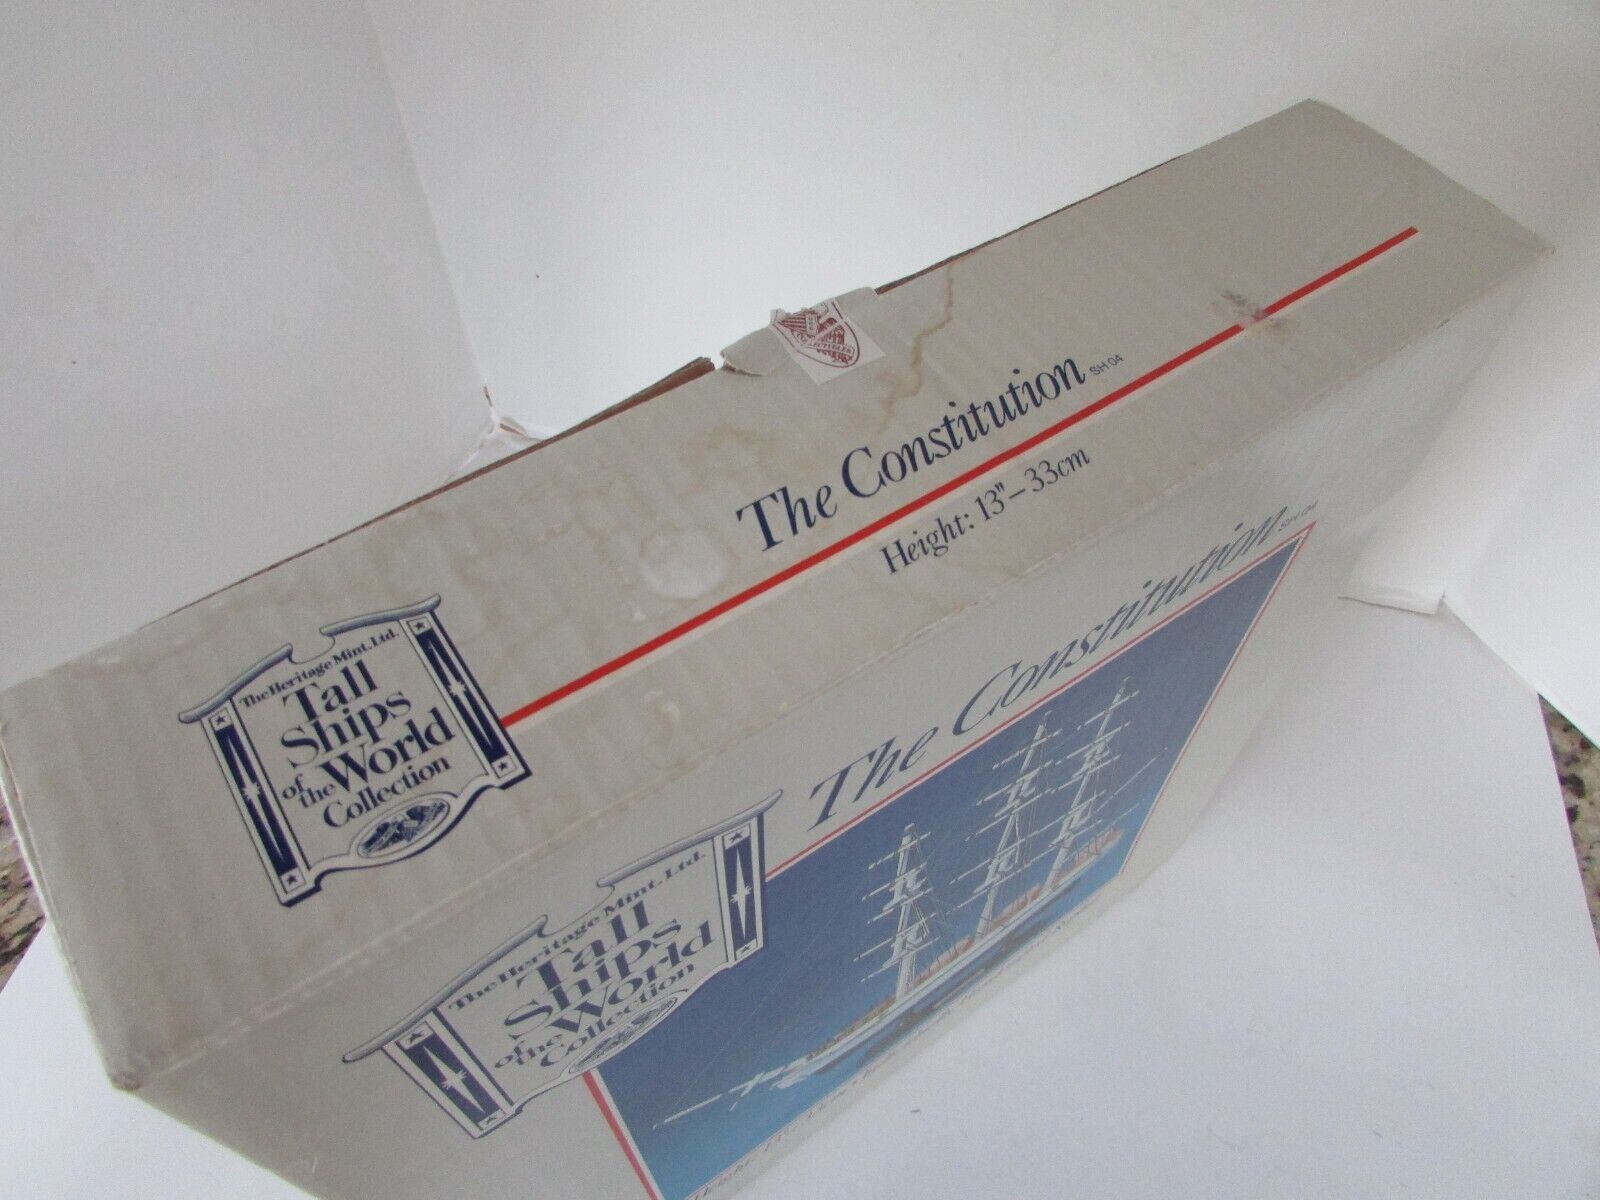 The Heritage Mint, Ltd.
Tall
Ships
of the World
Collection
The Constitution SH 04
Height: 13"–33cm
The Heritage Mint, Ltd.
Tall
Ships
of the World
Collection
The Constitution SH 04